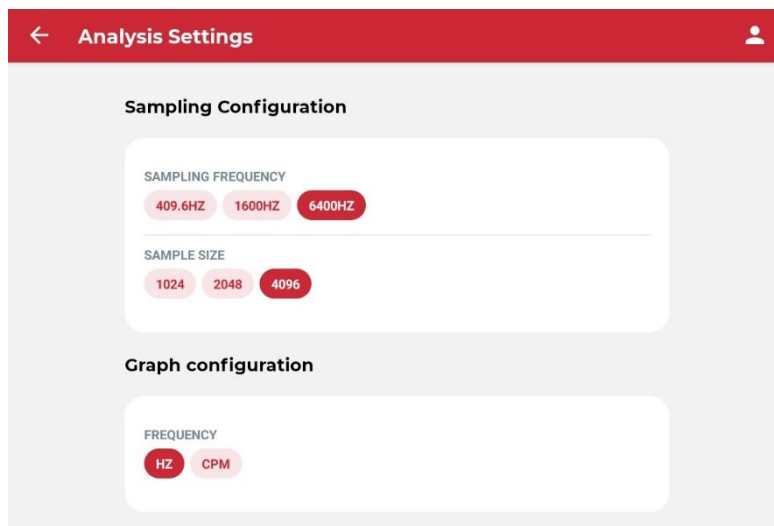 Analysis Settings
Sampling Configuration
SAMPLING FREQUENCY
409.6HZ 1600HZ 6400HZ
SAMPLE SIZE
1024 2048 4096
Graph configuration
FREQUENCY
HZ CPM